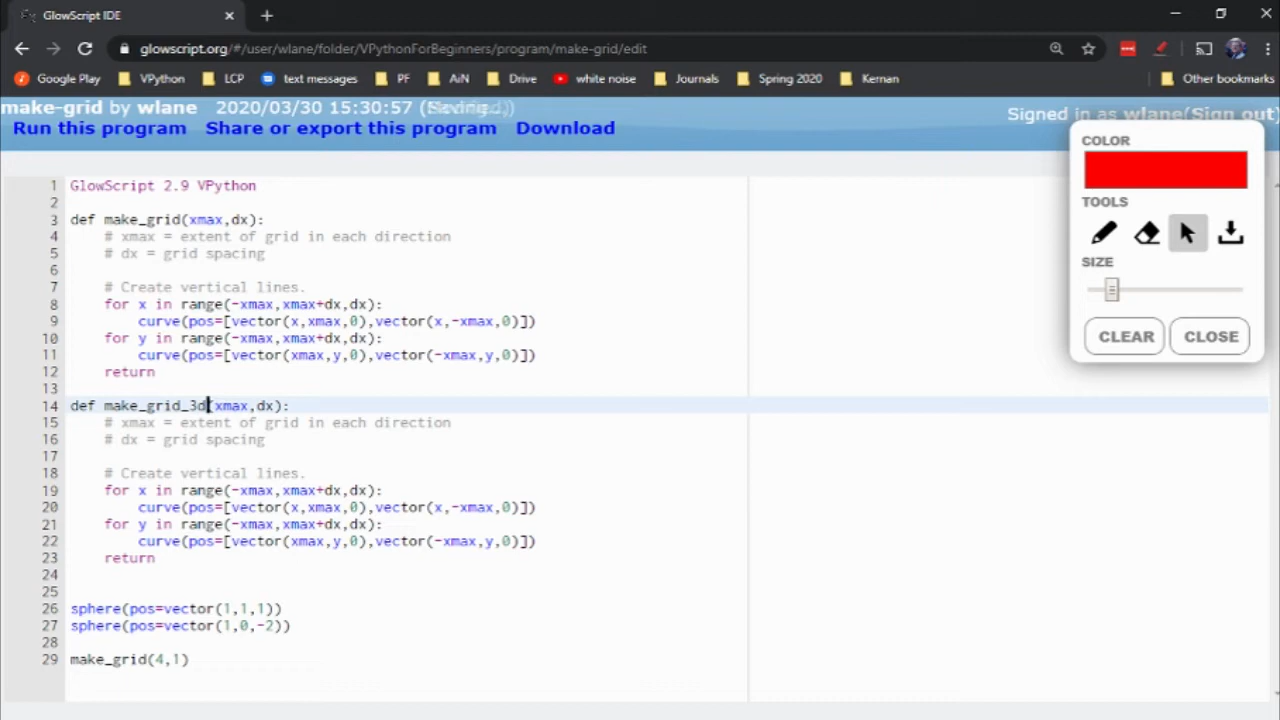 GlowScript IDE
glowscript.org/#/user/wlane/folder/VPythonForBeginners/program/make-grid/edit
Google Play VPython LCP text messages PF AiN Drive white noise Journals Spring 2020 Kernan Other bookmarks
make-grid by wlane 2020/03/30 15:30:57 Signed in as wlane(Sign out)
Run this program Share or export this program Download
COLOR
TOOLS
SIZE
CLEAR CLOSE
1 GlowScript 2.9 VPython
2
3 def make_grid(xmax,dx):
4 # xmax = extent of grid in each direction
5 # dx = grid spacing
6
7 # Create vertical lines.
8 for x in range(-xmax,xmax+dx,dx):
9 curve(pos=[vector(x,xmax,0),vector(x,-xmax,0)])
10 for y in range(-xmax,xmax+dx,dx):
11 curve(pos=[vector(xmax,y,0),vector(-xmax,y,0)])
12 return
13
14 def make_grid_3d(xmax,dx):
15 # xmax = extent of grid in each direction
16 # dx = grid spacing
17
18 # Create vertical lines.
19 for x in range(-xmax,xmax+dx,dx):
20 curve(pos=[vector(x,xmax,0),vector(x,-xmax,0)])
21 for y in range(-xmax,xmax+dx,dx):
22 curve(pos=[vector(xmax,y,0),vector(-xmax,y,0)])
23 return
24
25
26 sphere(pos=vector(1,1,1))
27 sphere(pos=vector(1,0,-2))
28
29 make_grid(4,1)